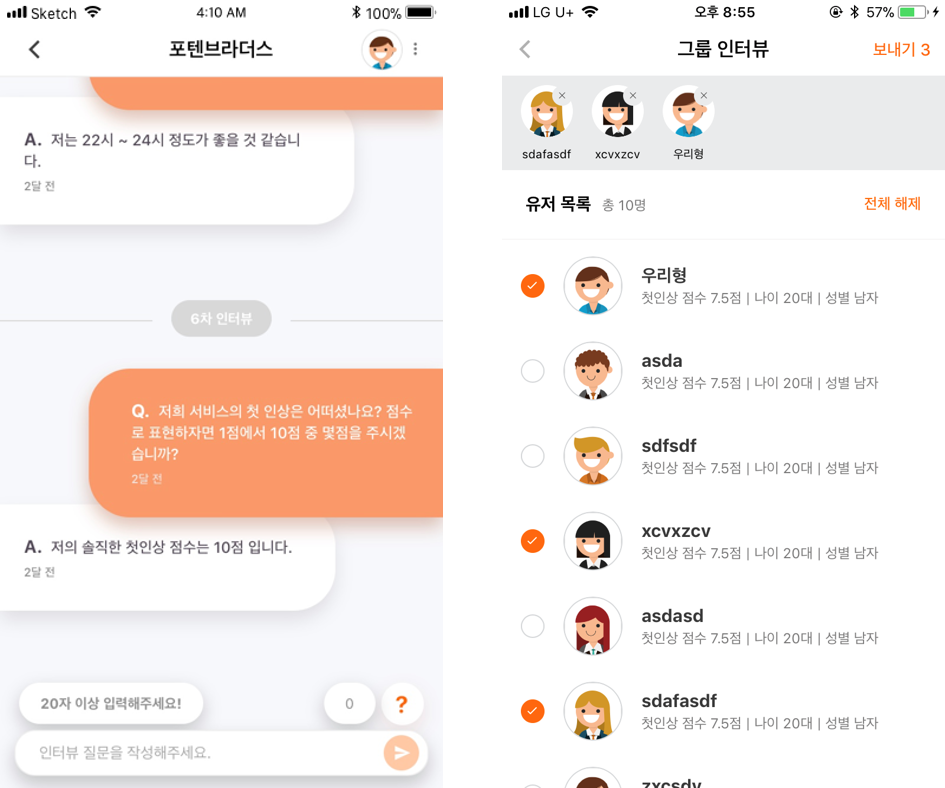 Sketch 4:10 AM 100%
포텐브라더스
A. 저는 22시 ~ 24시 정도가 좋을 것 같습니
다.
2달 전
6차 인터뷰
Q. 저희 서비스의 첫 인상은 어떠셨나요? 점수
로 표현하자면 1점에서 10점 중 몇점을 주시겠
습니까?
2달 전
A. 저의 솔직한 첫인상 점수는 10점 입니다.
2달 전
20자 이상 입력해주세요! 0 ?
인터뷰 질문을 작성해주세요.
LG U+ 오후 8:55 57%
그룹 인터뷰 보내기 3
sdafasdf xcvxzcv 우리형
유저 목록 총 10명 전체 해제
우리형
첫인상 점수 7.5점 | 나이 20대 | 성별 남자
asda
첫인상 점수 7.5점 | 나이 20대 | 성별 남자
sdfsdf
첫인상 점수 7.5점 | 나이 20대 | 성별 남자
xcvxzcv
첫인상 점수 7.5점 | 나이 20대 | 성별 남자
asdasd
첫인상 점수 7.5점 | 나이 20대 | 성별 남자
sdafasdf
첫인상 점수 7.5점 | 나이 20대 | 성별 남자